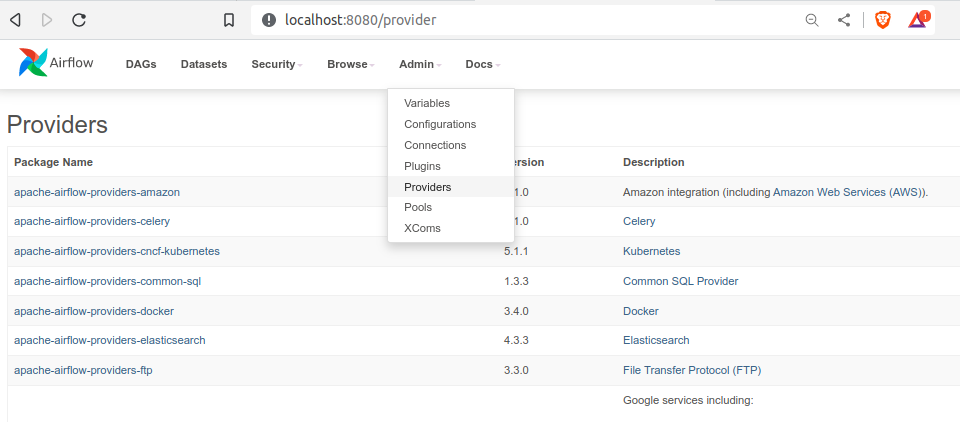 localhost:8080/provider
1
Airflow DAGs Datasets Security Browse Admin Docs
Variables
Configurations
Connections
Plugins
Providers
Pools
XComs
Providers
Package Name ersion Description
apache-airflow-providers-amazon .1.0 Amazon integration (including Amazon Web Services (AWS)).
apache-airflow-providers-celery 1.0 Celery
apache-airflow-providers-cncf-kubernetes 5.1.1 Kubernetes
apache-airflow-providers-common-sql 1.3.3 Common SQL Provider
apache-airflow-providers-docker 3.4.0 Docker
apache-airflow-providers-elasticsearch 4.3.3 Elasticsearch
apache-airflow-providers-ftp 3.3.0 File Transfer Protocol (FTP)
Google services including: